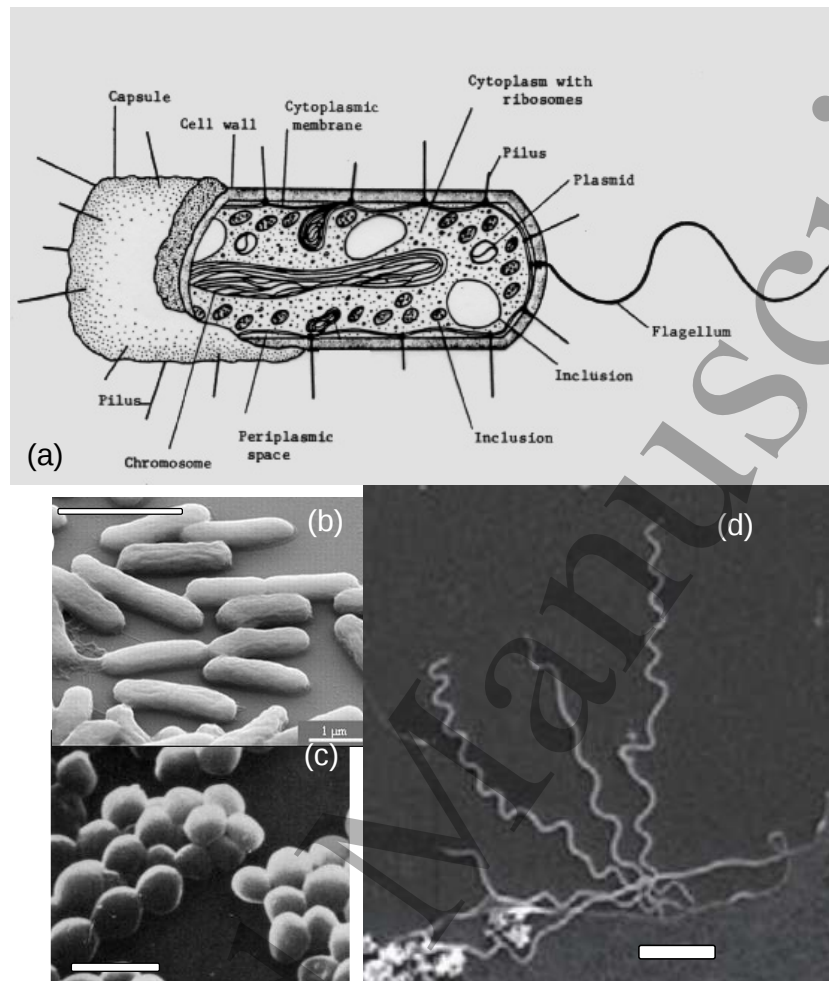 Capsule
Cell wall
Cytoplasmic
membrane
Cytoplasm with
ribosomes
Pilus
Plasmid
Flagellum
Inclusion
Inclusion
Periplasmic
space
Chromosome
Pilus
(a)
(b)
1 µm
(c)
(d)
Manusc